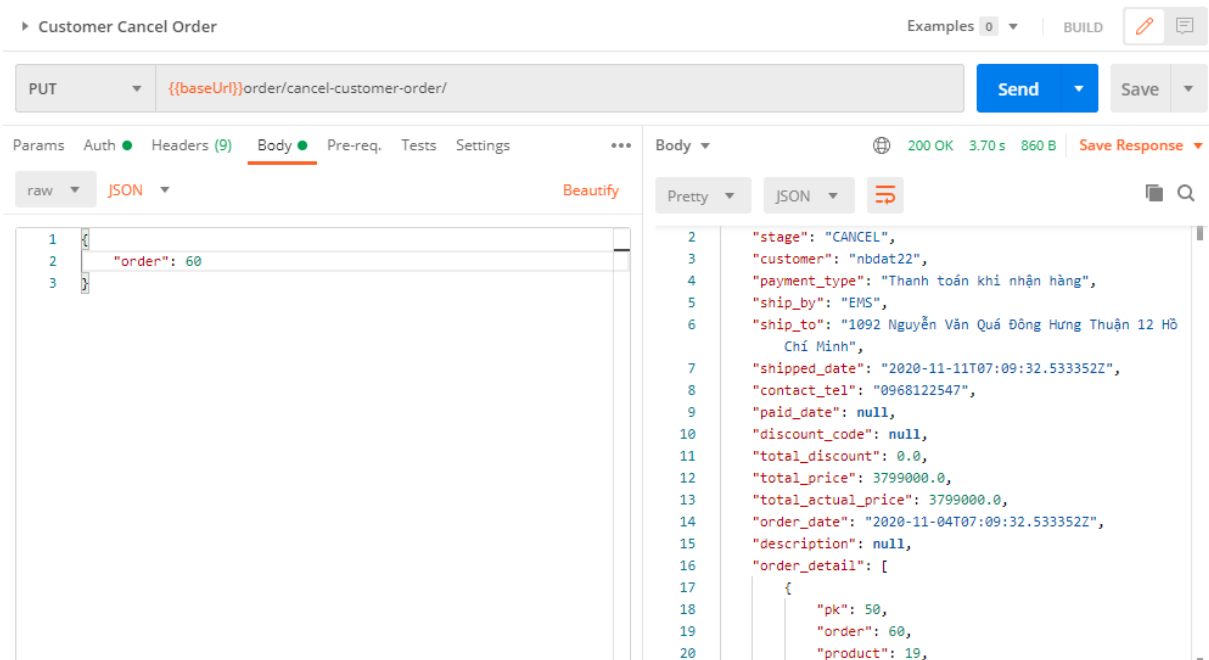 Customer Cancel Order
Examples 0 BUILD
PUT {{baseUrl}}order/cancel-customer-order/ Send Save
Params Auth Headers (9) Body Pre-req. Tests Settings •••
raw JSON Beautify
1 {
2 "order": 60
3 }
Body 200 OK 3.70 s 860 B Save Response
Pretty JSON
2 "stage": "CANCEL",
3 "customer": "nbdat22",
4 "payment_type": "Thanh toán khi nhận hàng",
5 "ship_by": "EMS",
6 "ship_to": "1092 Nguyễn Văn Quá Đông Hưng Thuận 12 Hồ
Chí Minh",
7 "shipped_date": "2020-11-11T07:09:32.533352Z",
8 "contact_tel": "0968122547",
9 "paid_date": null,
10 "discount_code": null,
11 "total_discount": 0.0,
12 "total_price": 3799000.0,
13 "total_actual_price": 3799000.0,
14 "order_date": "2020-11-04T07:09:32.533352Z",
15 "description": null,
16 "order_detail": [
17 {
18 "pk": 50,
19 "order": 60,
20 "product": 19,